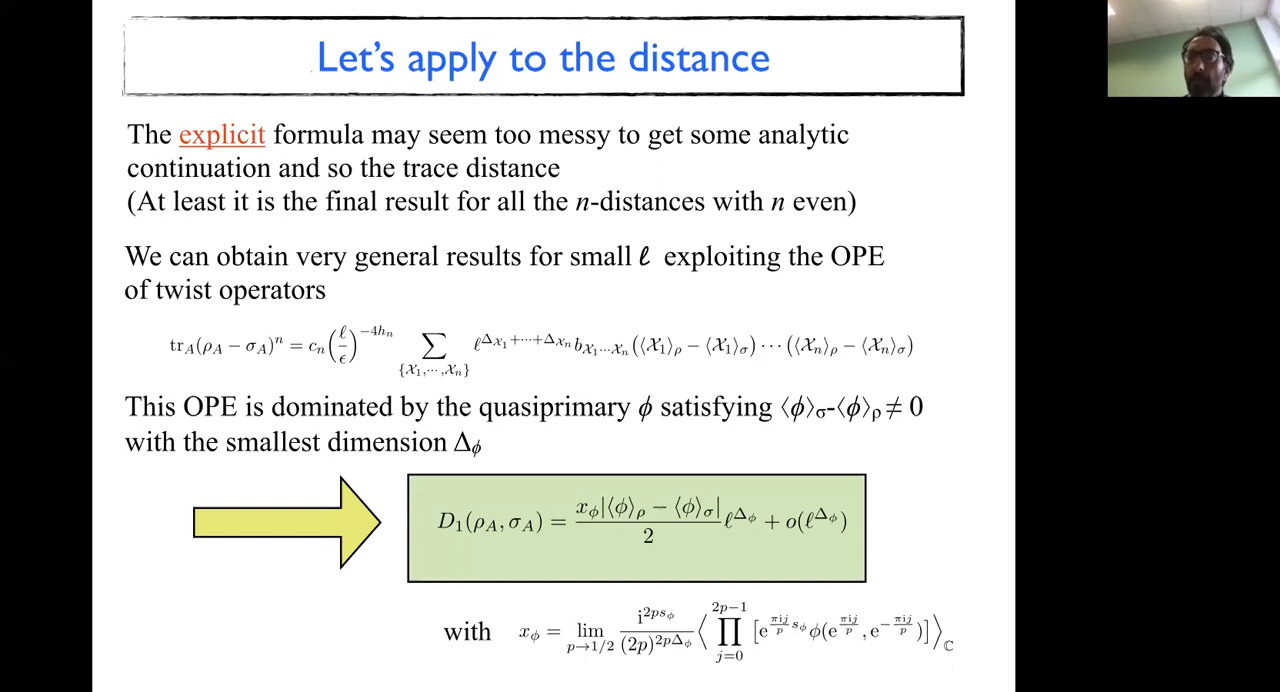 Let's apply to the distance
The explicit formula may seem too messy to get some analytic
continuation and so the trace distance
(At least it is the final result for all the n-distances with n even)
We can obtain very general results for small ℓ exploiting the OPE
of twist operators
tr_A(ρ_A − σ_A)^n = c_n(ℓ/ϵ)^{−4h_n} ∑_{{𝒳_1,⋯,𝒳_n}} ℓ^{Δ_{𝒳_1}+⋯+Δ_{𝒳_n}} b_{𝒳_1⋯𝒳_n}(⟨𝒳_1⟩_ρ − ⟨𝒳_1⟩_σ) ⋯ (⟨𝒳_n⟩_ρ − ⟨𝒳_n⟩_σ)
This OPE is dominated by the quasiprimary ϕ satisfying ⟨ϕ⟩_σ-⟨ϕ⟩_ρ ≠ 0
with the smallest dimension Δ_ϕ
D_1(ρ_A, σ_A) = \frac{x_ϕ|⟨ϕ⟩_ρ − ⟨ϕ⟩_σ|}{2} ℓ^{Δ_ϕ} + o(ℓ^{Δ_ϕ})
with x_ϕ = lim_{p→1/2} \frac{i^{2ps_ϕ}}{(2p)^{2pΔ_ϕ}} ⟨∏_{j=0}^{2p−1} [e^{\frac{πij}{p}s_ϕ} ϕ(e^{\frac{πij}{p}}, e^{−\frac{πij}{p}})]⟩_ℂ